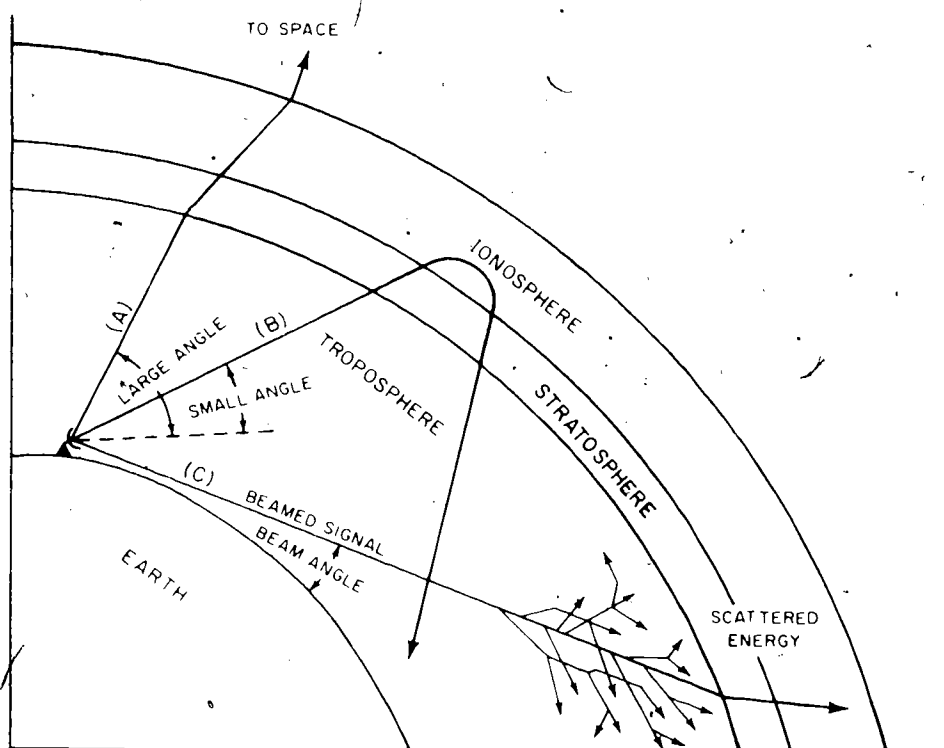 TO SPACE
IONOSPHERE
(A)
LARGE ANGLE
(B)
TROPOSPHERE
SMALL ANGLE
STRATOSPHERE
(C)
BEAMED SIGNAL
BEAM ANGLE
EARTH
SCATTERED
ENERGY